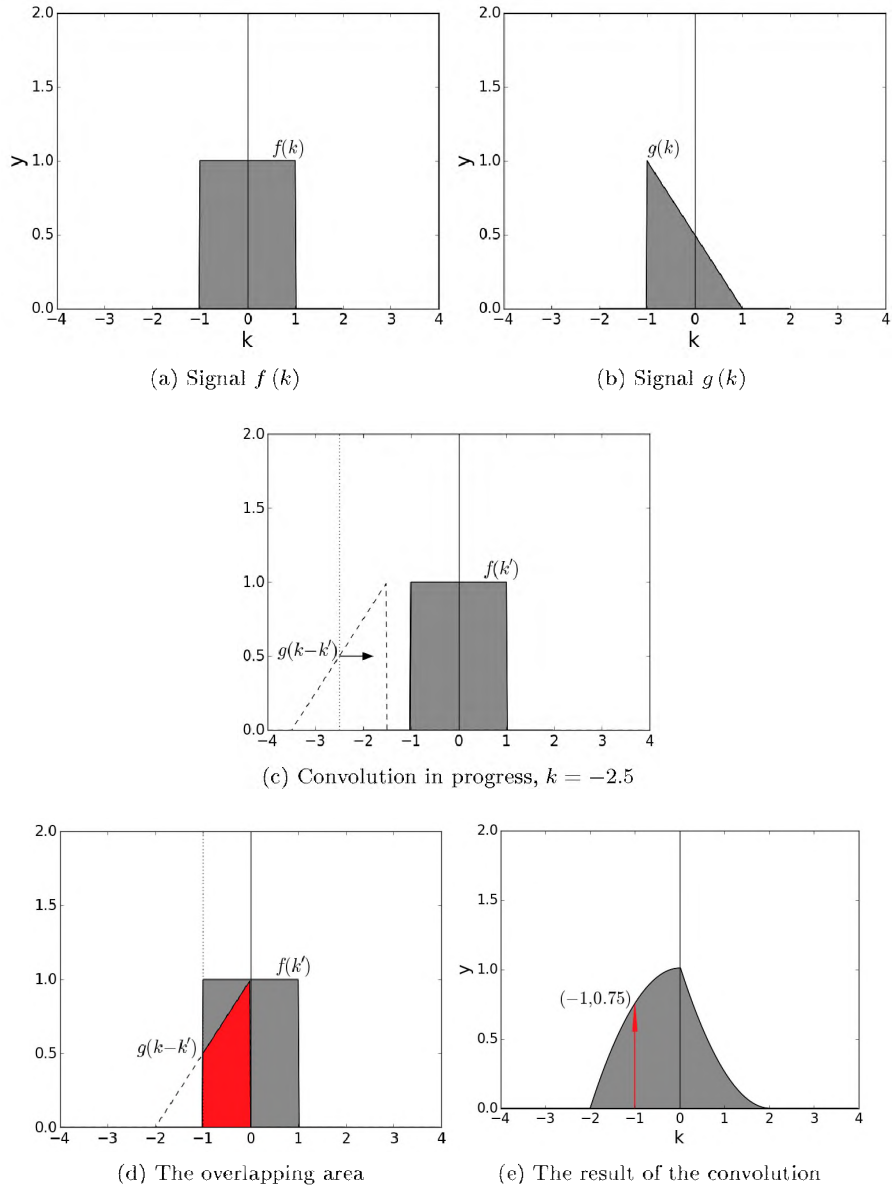 2.0
1.5
1.0
0.5
0.0
y
f(k)
−4 −3 −2 −1 0 1 2 3 4
k
(a) Signal f (k)
2.0
1.5
1.0
0.5
0.0
y
g(k)
−4 −3 −2 −1 0 1 2 3 4
k
(b) Signal g (k)
2.0
1.5
1.0
0.5
0.0
f(k′)
g(k−k′)
−4 −3 −2 −1 0 1 2 3 4
(c) Convolution in progress, k = −2.5
2.0
1.5
1.0
0.5
0.0
f(k′)
g(k−k′)
−4 −3 −2 −1 0 1 2 3 4
(d) The overlapping area
2.0
1.5
1.0
0.5
0.0
y
(−1,0.75)
−4 −3 −2 −1 0 1 2 3 4
k
(e) The result of the convolution